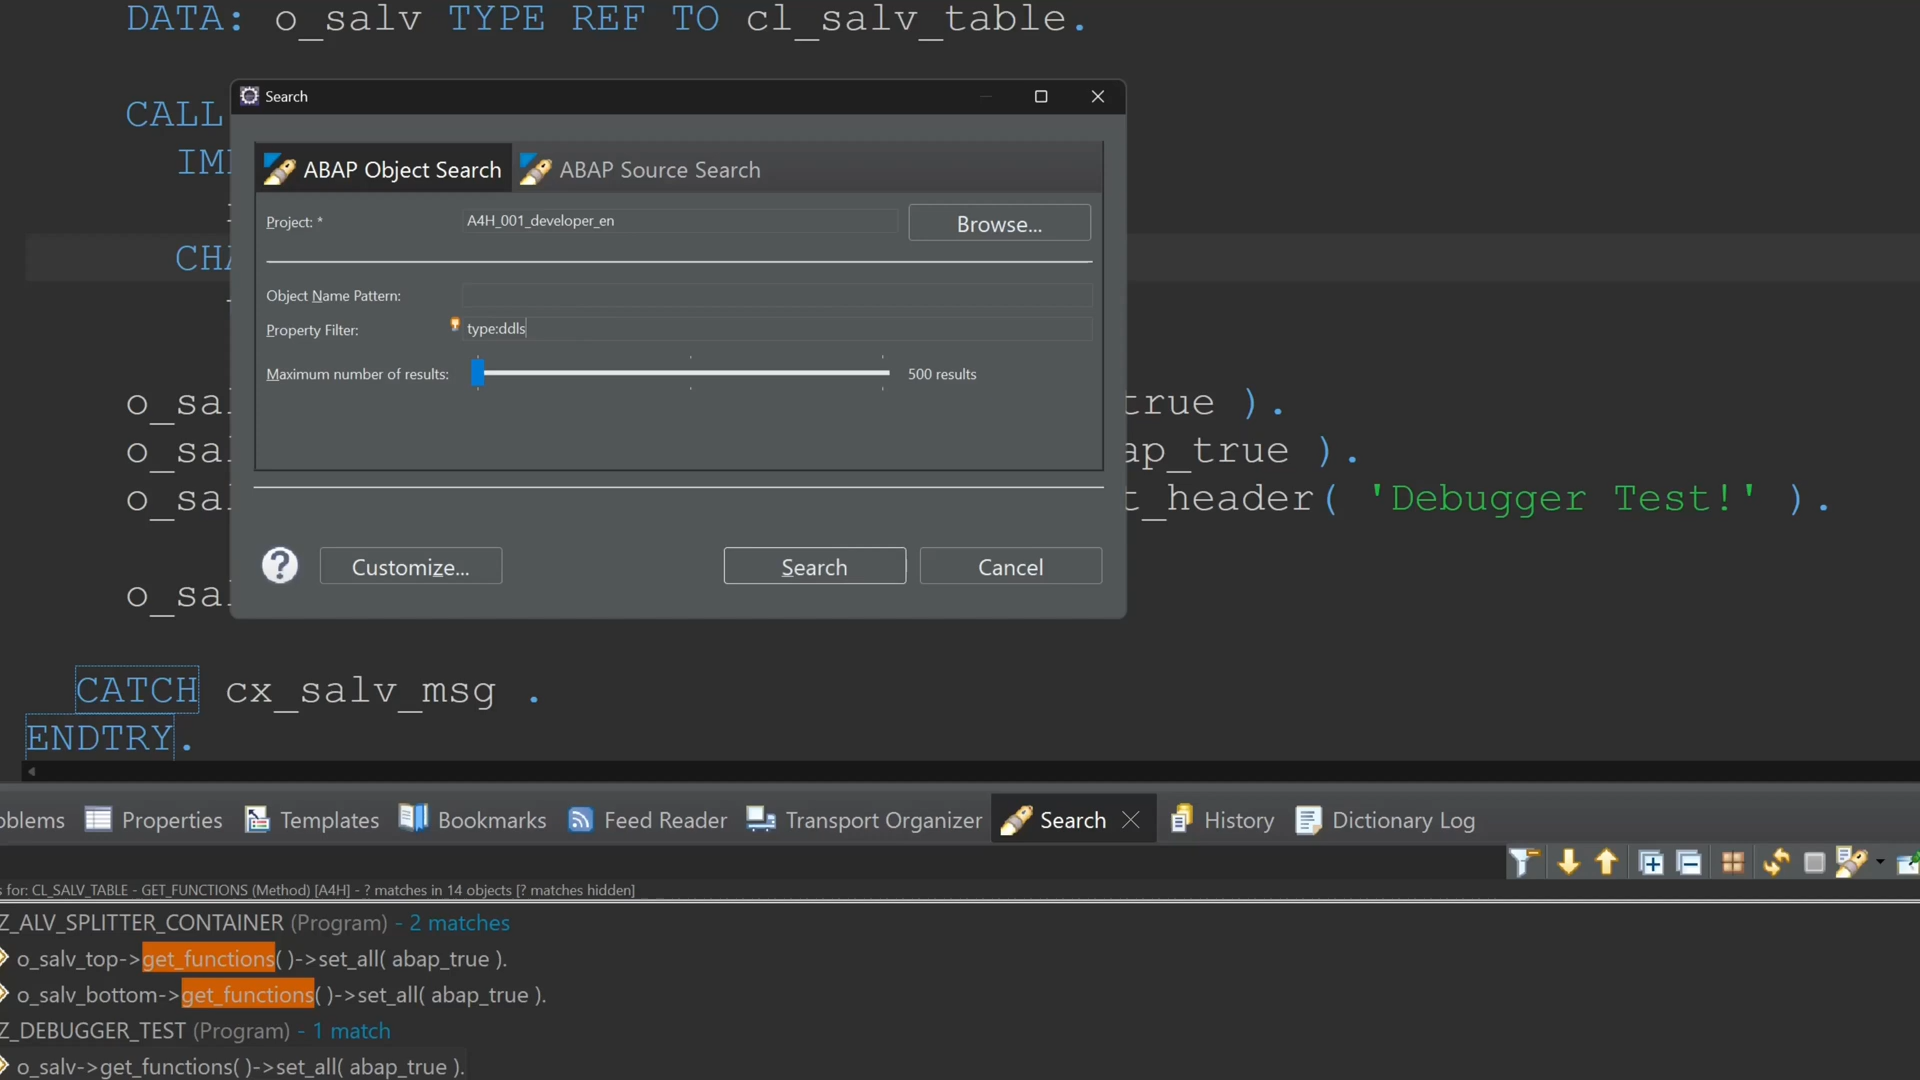 DATA: o_salv TYPE REF TO cl_salv_table.
Search
CALL
ABAP Object Search
ABAP Source Search
Project: *
A4H_001_developer_en
Browse...
CHA
Object Name Pattern:
Property Filter:
type:ddls
Maximum number of results:
500 results
o_sa
true ).
o_sa
ap_true ).
o_sa
t_header( 'Debugger Test!' ).
Customize...
Search
Cancel
o_sa
CATCH cx_salv_msg .
ENDTRY.
oblems
Properties
Templates
Bookmarks
Feed Reader
Transport Organizer
Search
History
Dictionary Log
s for: CL_SALV_TABLE - GET_FUNCTIONS (Method) [A4H] - ? matches in 14 objects [? matches hidden]
Z_ALV_SPLITTER_CONTAINER (Program) - 2 matches
o_salv_top->get_functions( )->set_all( abap_true ).
o_salv_bottom->get_functions( )->set_all( abap_true ).
Z_DEBUGGER_TEST (Program) - 1 match
o_salv->get_functions( )->set_all( abap_true ).